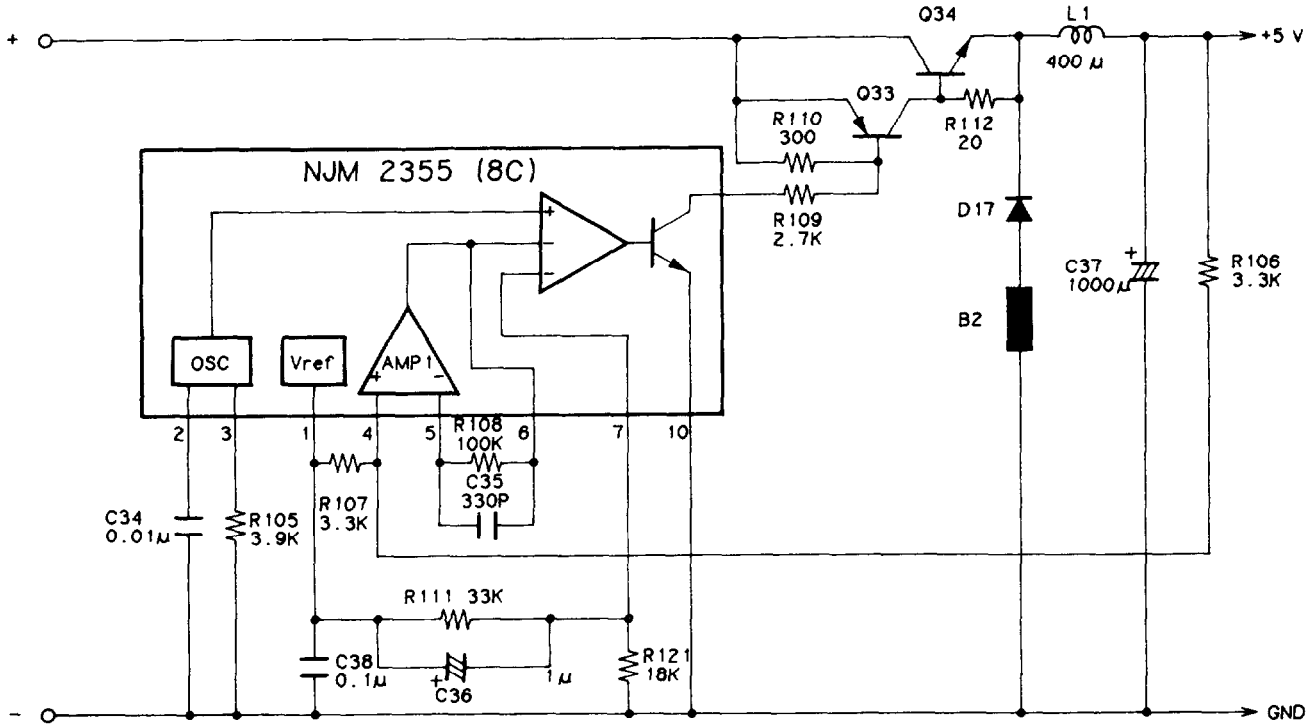 Q34
L1
+
+5 V
400 μ
Q33
R110
300
R112
20
NJM 2355 (8C)
+
−
−
R109
2.7K
D17
+
C37
1000μ
R106
3.3K
B2
OSC
Vref
AMP1
+
−
2
3
1
4
5
R108
100K
6
7
10
C35
330P
R107
3.3K
C34
0.01μ
R105
3.9K
R111 33K
C38
0.1μ
+
C36
1μ
R121
18K
−
GND